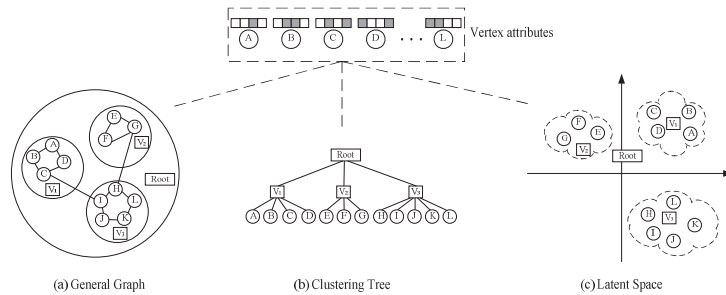 A B C D . . . L
Vertex attributes
E
G
F
V₂
A
B
D
C
V₁
Root
H
I
L
J
K
V₃
Root
V₁ V₂ V₃
A B C D E F G H I J K L
C B
F
V₁
G E
D A
V₂
Root
L
H V₃
K
I
J
(a) General Graph (b) Clustering Tree (c) Latent Space